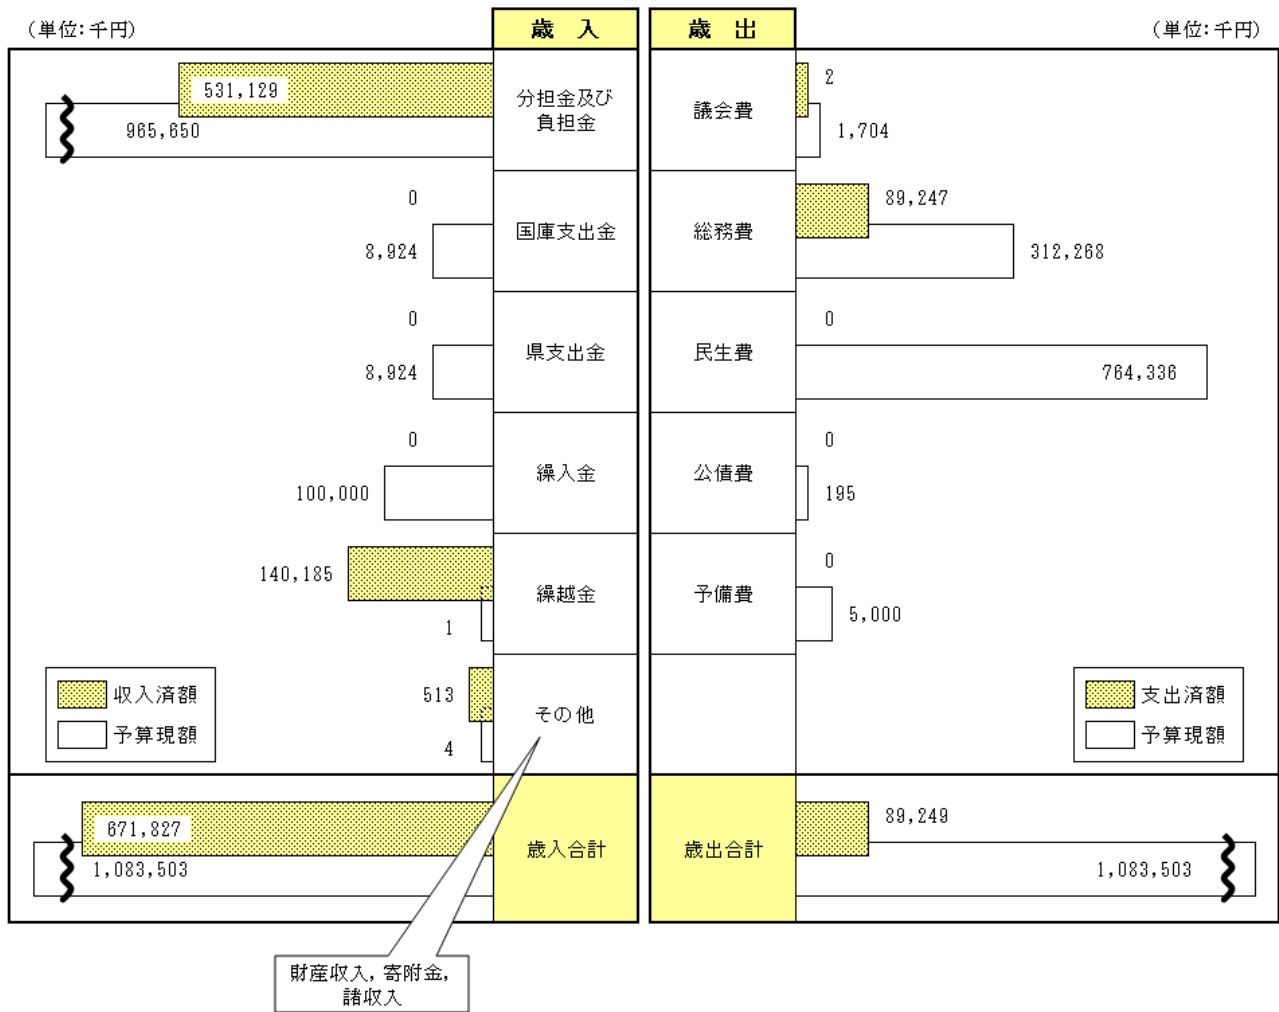 (単位:千円)
歳 入
歳 出
(単位:千円)
531,129
965,650
分担金及び
負担金
議会費
2
1,704
0
8,924
国庫支出金
総務費
89,247
312,268
0
8,924
県支出金
民生費
0
764,336
0
100,000
繰入金
公債費
0
195
140,185
1
繰越金
予備費
0
5,000
収入済額
予算現額
513
4
その他
支出済額
予算現額
671,827
1,083,503
歳入合計
歳出合計
89,249
1,083,503
財産収入,寄附金,
諸収入